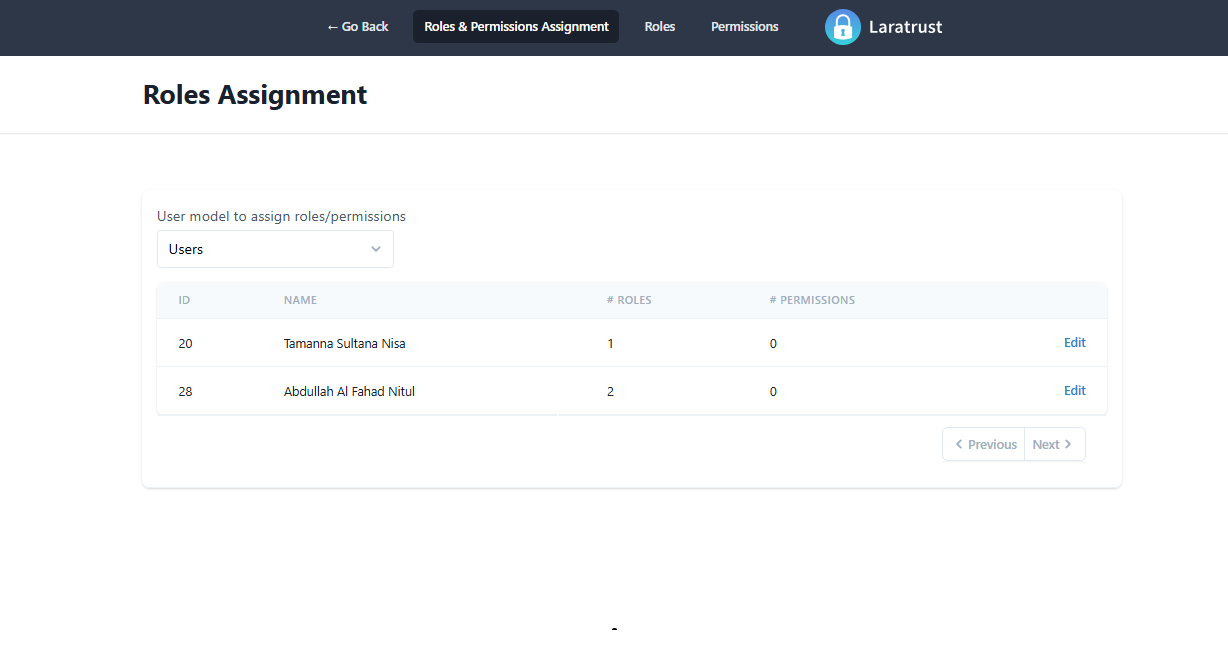 ← Go Back Roles & Permissions Assignment Roles Permissions Laratrust
Roles Assignment
User model to assign roles/permissions
Users
ID NAME # ROLES # PERMISSIONS
20 Tamanna Sultana Nisa 1 0 Edit
28 Abdullah Al Fahad Nitul 2 0 Edit
Previous Next